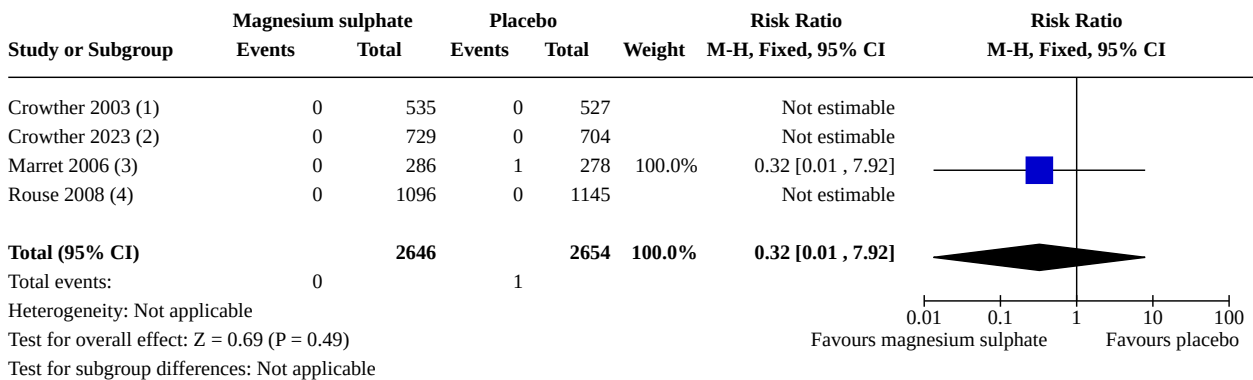 Magnesium sulphate Placebo Risk Ratio Risk Ratio
Study or Subgroup Events Total Events Total Weight M-H, Fixed, 95% CI M-H, Fixed, 95% CI
Crowther 2003 (1) 0 535 0 527 Not estimable
Crowther 2023 (2) 0 729 0 704 Not estimable
Marret 2006 (3) 0 286 1 278 100.0% 0.32 [0.01 , 7.92]
Rouse 2008 (4) 0 1096 0 1145 Not estimable
Total (95% CI) 2646 2654 100.0% 0.32 [0.01 , 7.92]
Total events: 0 1
Heterogeneity: Not applicable
0.01 0.1 1 10 100
Test for overall effect: Z = 0.69 (P = 0.49) Favours magnesium sulphate Favours placebo
Test for subgroup differences: Not applicable